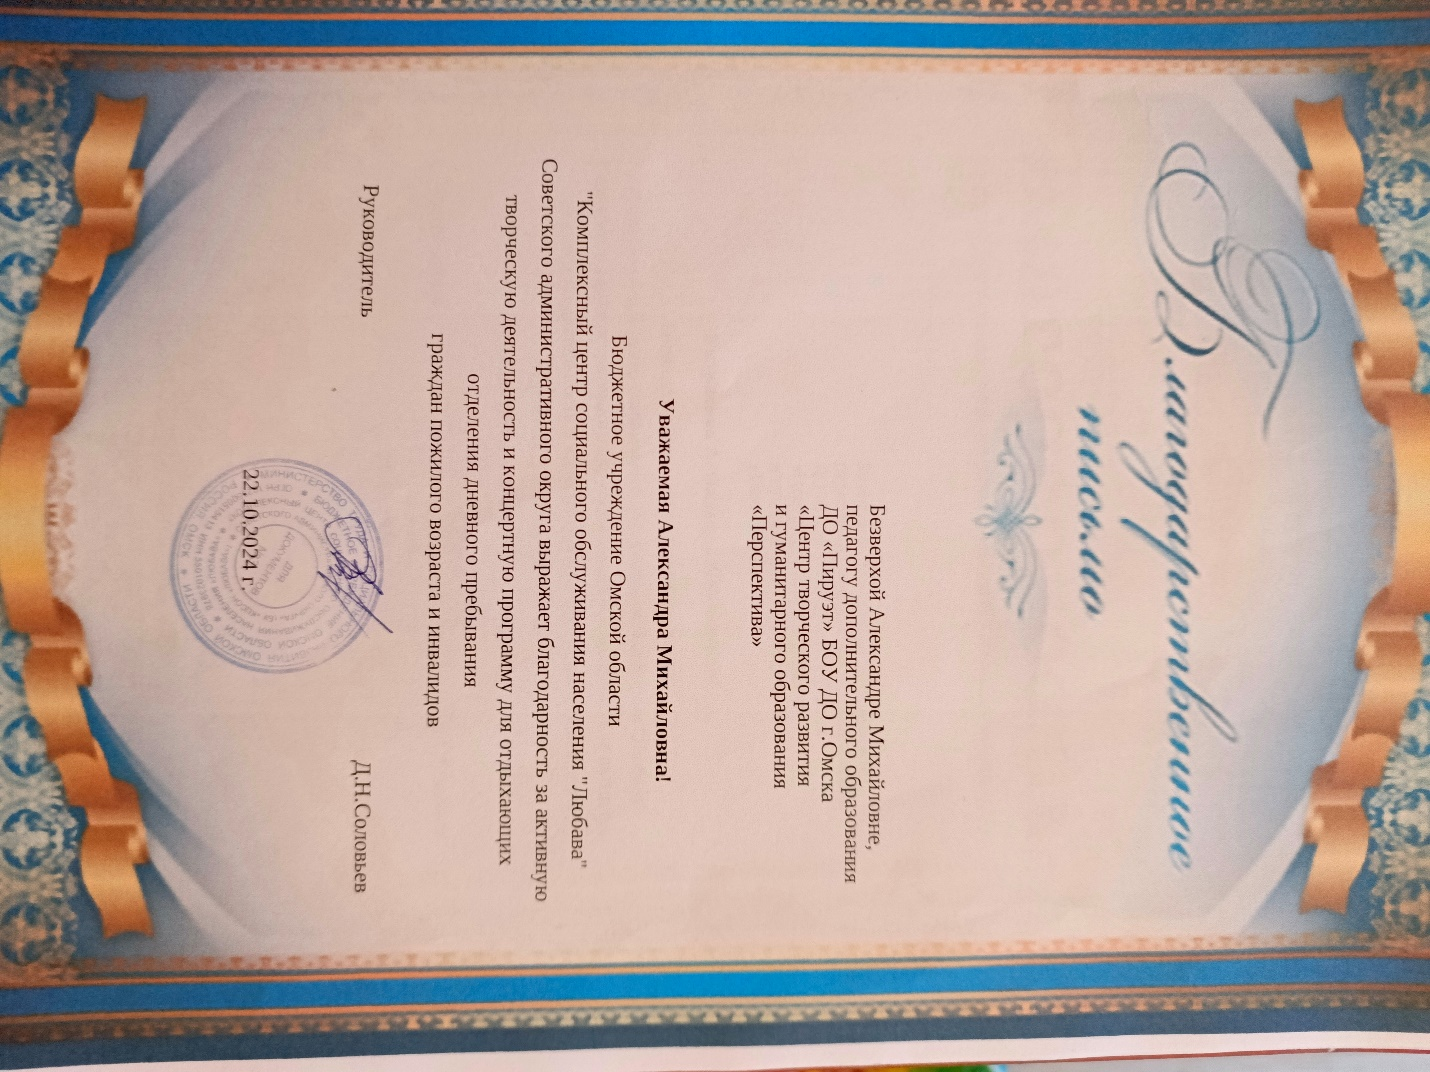 Благодарственное
письмо
Безверхой Александре Михайловне,
педагогу дополнительного образования
ДО «Пируэт» БОУ ДО г.Омска
«Центр творческого развития
и гуманитарного образования
«Перспектива»
Уважаемая Александра Михайловна!
Бюджетное учреждение Омской области
"Комплексный центр социального обслуживания населения "Любава"
Советского административного округа выражает благодарность за активную
творческую деятельность и концертную программу для отдыхающих
отделения дневного пребывания
граждан пожилого возраста и инвалидов
Руководитель Д.Н.Соловьев
ДЛЯ
ДОКУМЕНТОВ
22.10.2024 г.